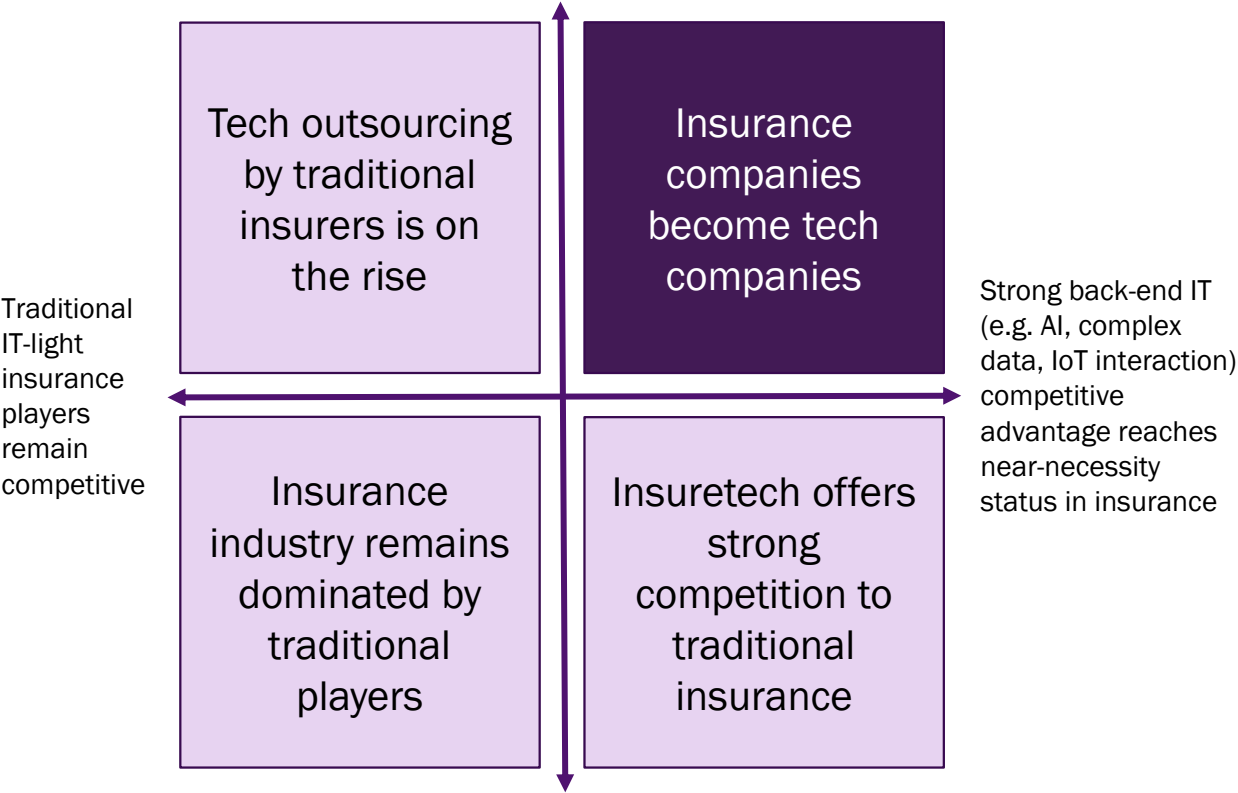 Tech outsourcing
by traditional
insurers is on
the rise
Insurance
companies
become tech
companies
Traditional
IT-light
insurance
players
remain
competitive
Strong back-end IT
(e.g. AI, complex
data, IoT interaction)
competitive
advantage reaches
near-necessity
status in insurance
Insurance
industry remains
dominated by
traditional
players
Insuretech offers
strong
competition to
traditional
insurance